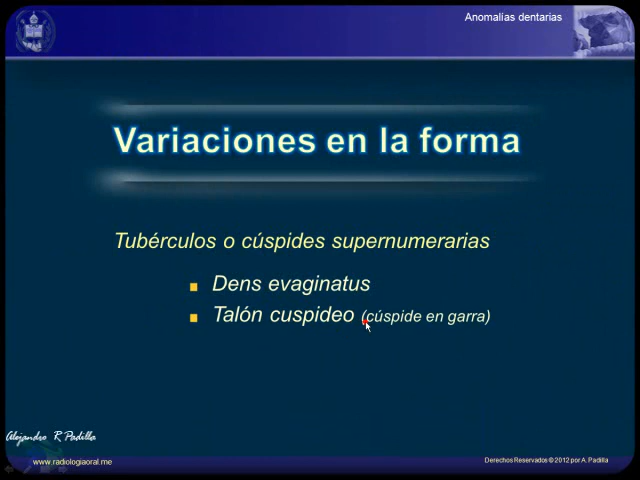 Anomalías dentarias
Variaciones en la forma
Tubérculos o cúspides supernumerarias
Dens evaginatus
Talón cuspideo (cúspide en garra)
Alejandro R Padilla
www.radiologiaoral.me
Derechos Reservados © 2012 por A. Padilla